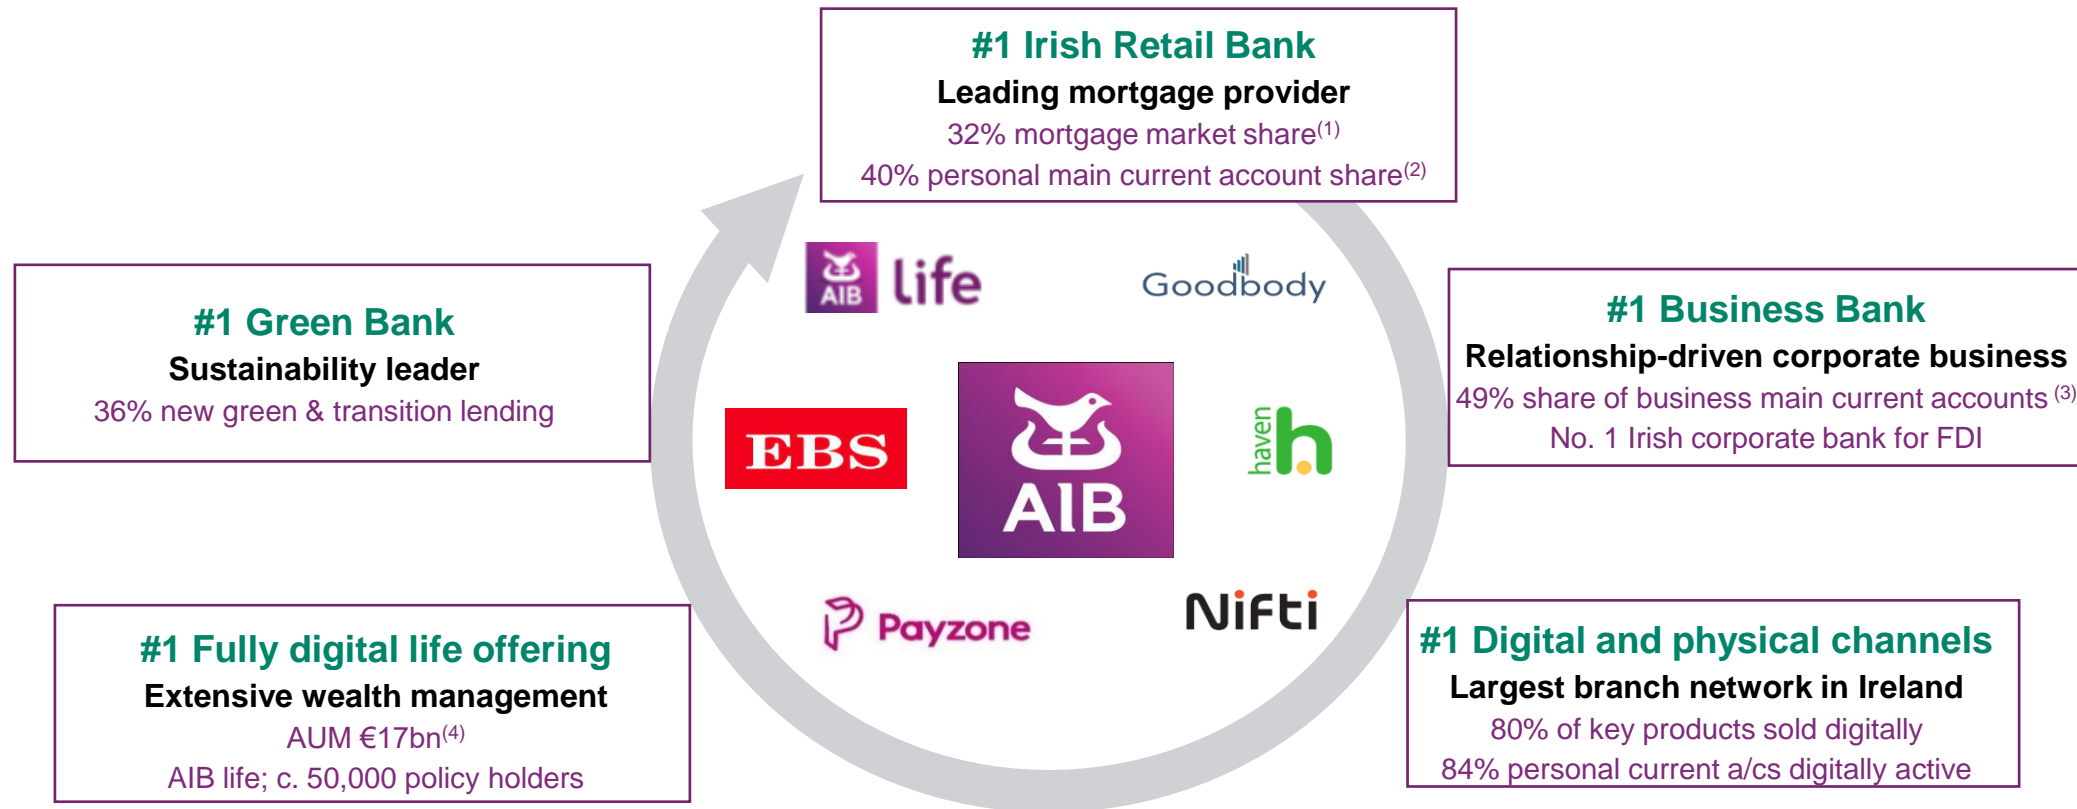 #1 Irish Retail Bank
Leading mortgage provider
32% mortgage market share(1)
40% personal main current account share(2)
AIB life
Goodbody
#1 Green Bank
Sustainability leader
36% new green & transition lending
#1 Business Bank
Relationship-driven corporate business
49% share of business main current accounts (3)
No. 1 Irish corporate bank for FDI
EBS
AIB
haven h
Payzone
Nifti
#1 Fully digital life offering
Extensive wealth management
AUM €17bn(4)
AIB life; c. 50,000 policy holders
#1 Digital and physical channels
Largest branch network in Ireland
80% of key products sold digitally
84% personal current a/cs digitally active